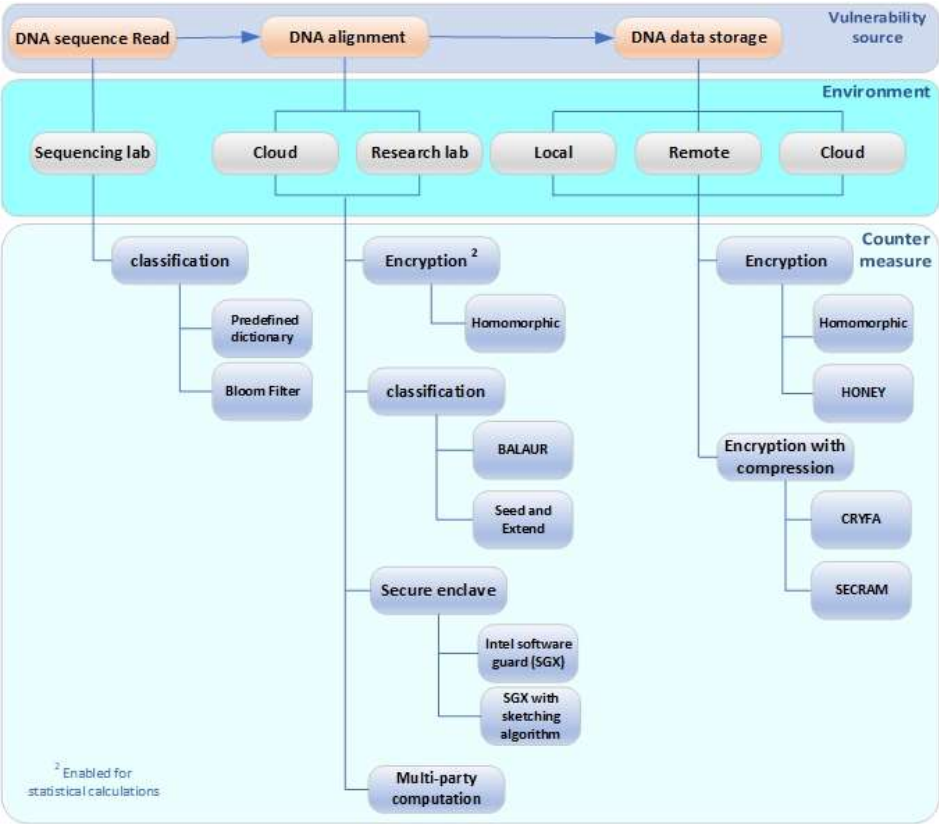 Vulnerability
source
DNA sequence Read
DNA alignment
DNA data storage
Environment
Sequencing lab
Cloud
Research lab
Local
Remote
Cloud
Counter
measure
classification
Predefined
dictionary
Bloom Filter
Encryption 2
Homomorphic
classification
BALAUR
Seed and
Extend
Secure enclave
Intel software
guard (SGX)
SGX with
sketching
algorithm
Multi-party
computation
Encryption
Homomorphic
HONEY
Encryption with
compression
CRYFA
SECRAM
2 Enabled for
statistical calculations